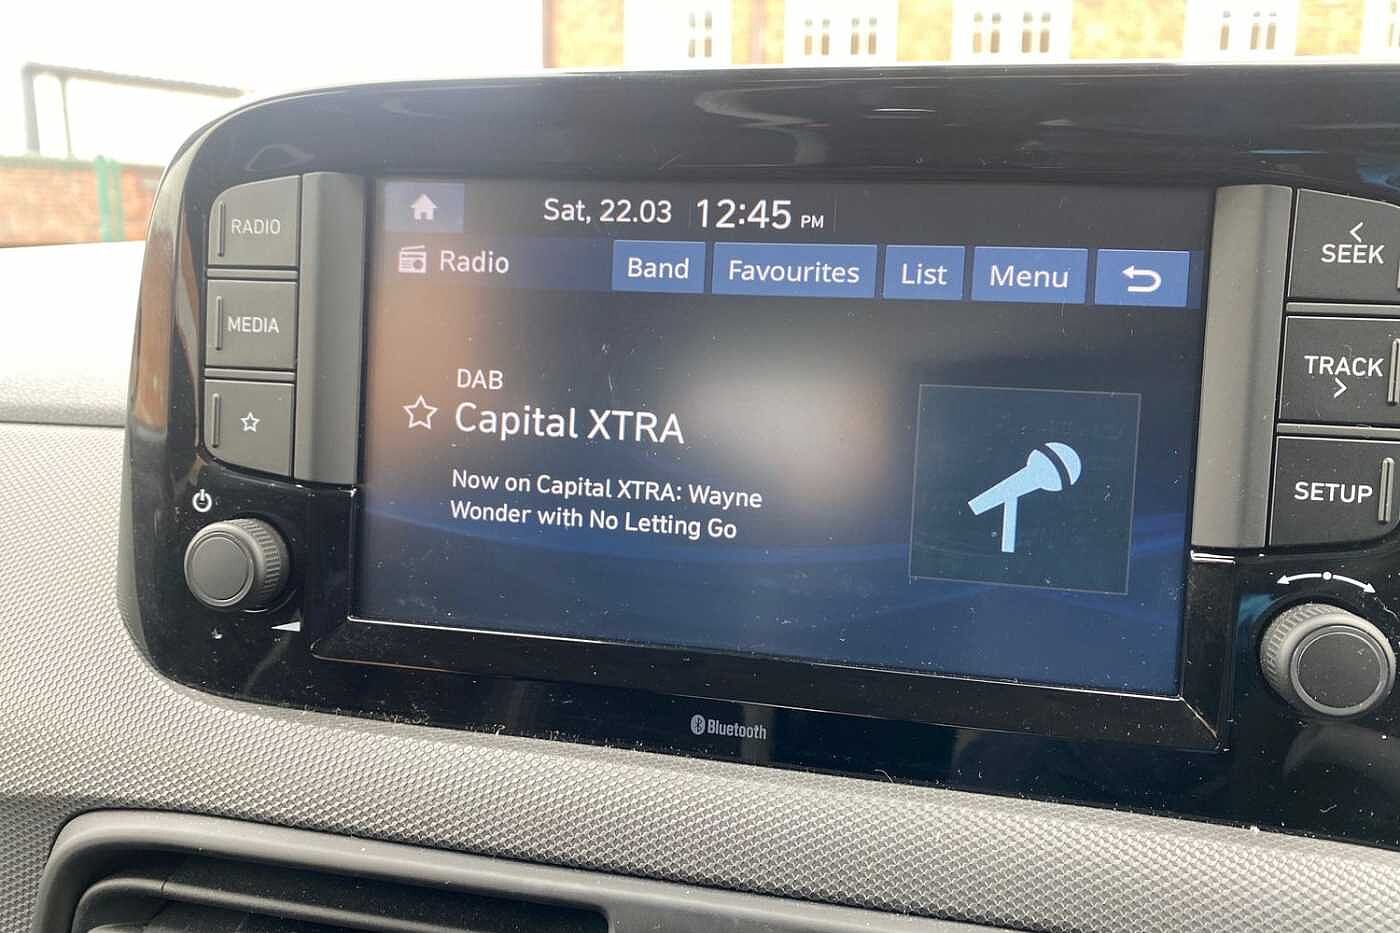 RADIO
MEDIA
Sat, 22.03 12:45 PM
Radio
Band
Favourites
List
Menu
DAB
Capital XTRA
Now on Capital XTRA: Wayne
Wonder with No Letting Go
< SEEK
TRACK >
SETUP
Bluetooth